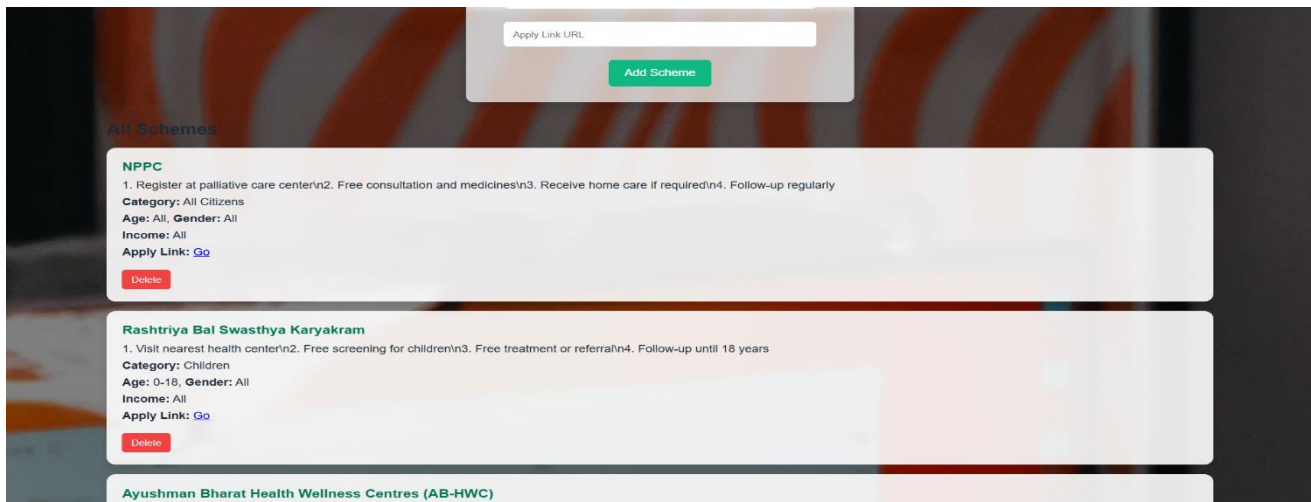 Apply Link URL
Add Scheme
All Schemes
NPPC
1. Register at palliative care center\n2. Free consultation and medicines\n3. Receive home care if required\n4. Follow-up regularly
Category: All Citizens
Age: All, Gender: All
Income: All
Apply Link: Go
Delete
Rashtriya Bal Swasthya Karyakram
1. Visit nearest health center\n2. Free screening for children\n3. Free treatment or referral\n4. Follow-up until 18 years
Category: Children
Age: 0-18, Gender: All
Income: All
Apply Link: Go
Delete
Ayushman Bharat Health Wellness Centres (AB-HWC)